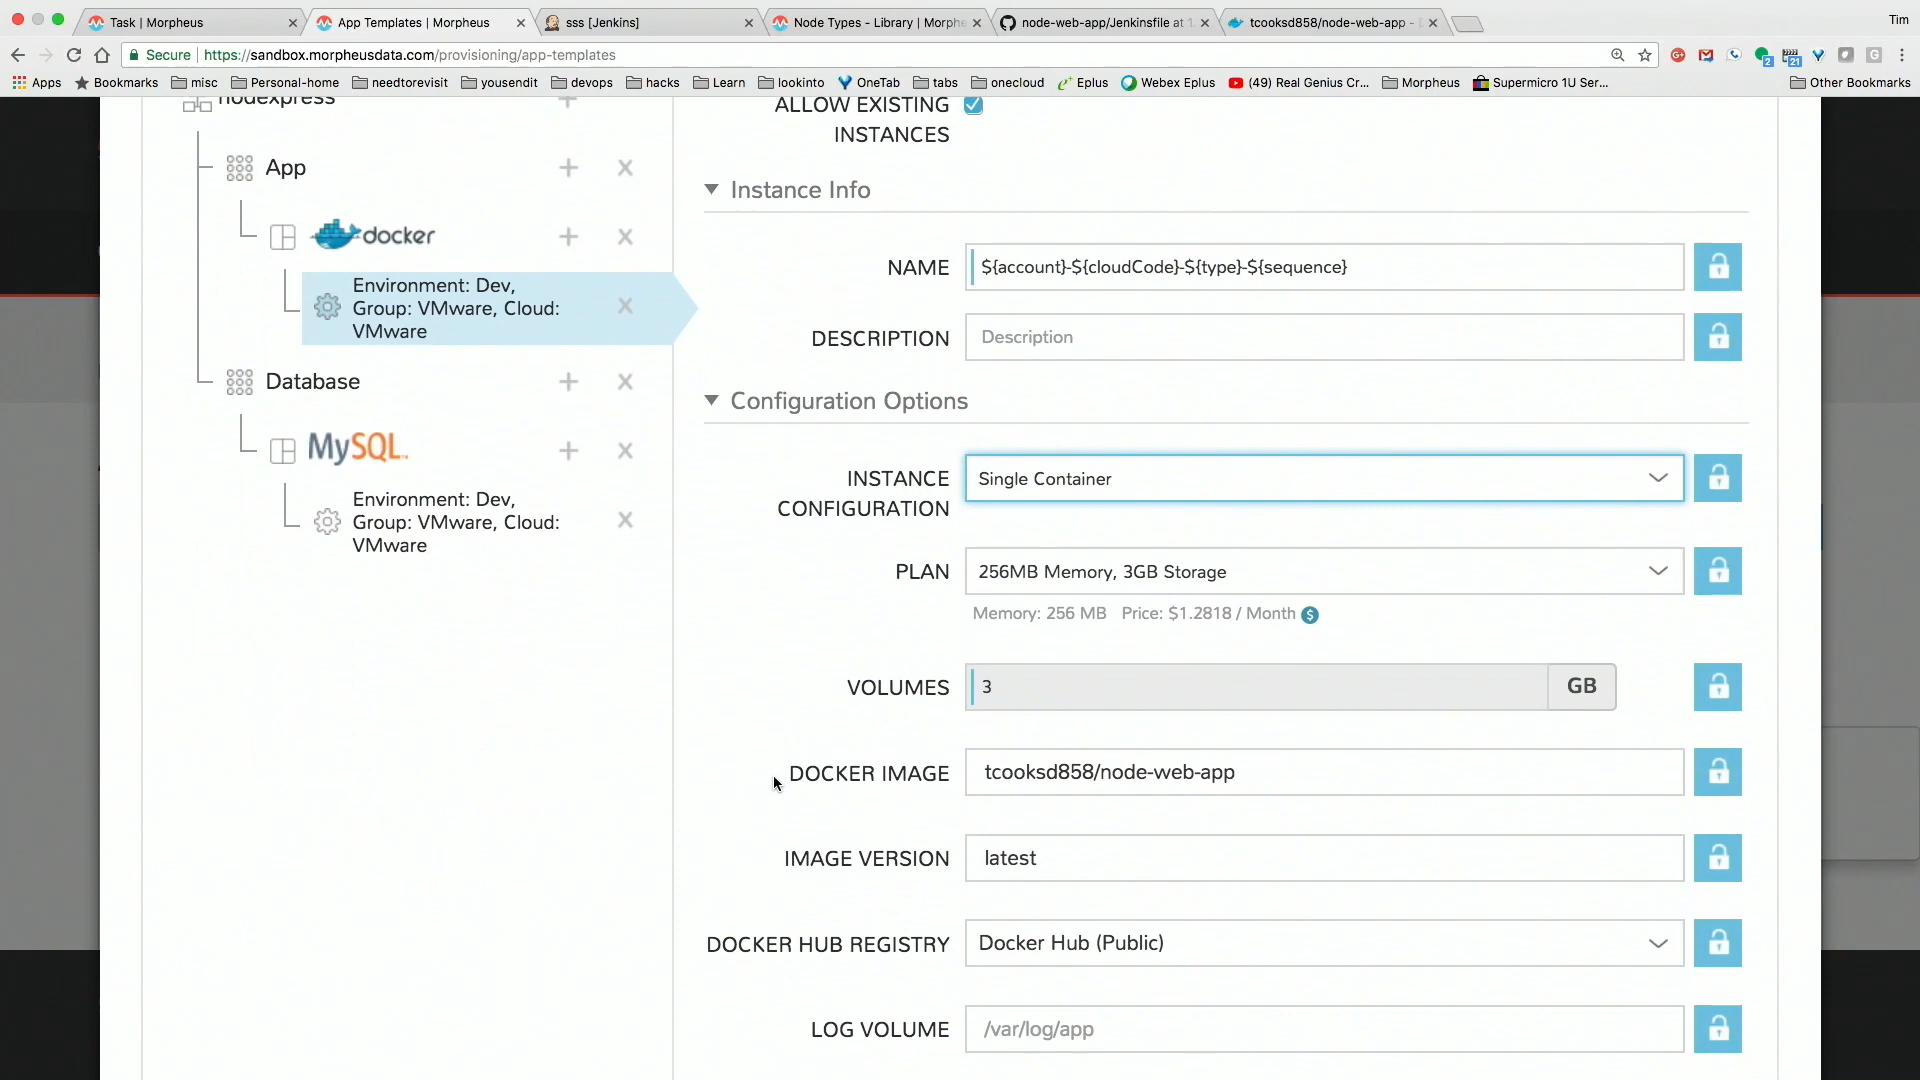 Task | Morpheus
App Templates | Morpheus
sss [Jenkins]
Node Types - Library | Morphe
node-web-app/Jenkinsfile at 1.
tcooksd858/node-web-app - D
Tim
Secure
https://sandbox.morpheusdata.com/provisioning/app-templates
2
21
Apps
Bookmarks
misc
Personal-home
needtorevisit
yousendit
devops
hacks
Learn
lookinto
OneTab
tabs
onecloud
Eplus
Webex Eplus
(49) Real Genius Cr...
Morpheus
Supermicro 1U Ser...
Other Bookmarks
nodexpress
App
docker
Environment: Dev,
Group: VMware, Cloud:
VMware
Database
MySQL
Environment: Dev,
Group: VMware, Cloud:
VMware
ALLOW EXISTING
INSTANCES
Instance Info
NAME
${account}-${cloudCode}-${type}-${sequence}
DESCRIPTION
Description
Configuration Options
INSTANCE
CONFIGURATION
Single Container
PLAN
256MB Memory, 3GB Storage
Memory: 256 MB Price: $1.2818 / Month $
VOLUMES
3
GB
DOCKER IMAGE
tcooksd858/node-web-app
IMAGE VERSION
latest
DOCKER HUB REGISTRY
Docker Hub (Public)
LOG VOLUME
/var/log/app